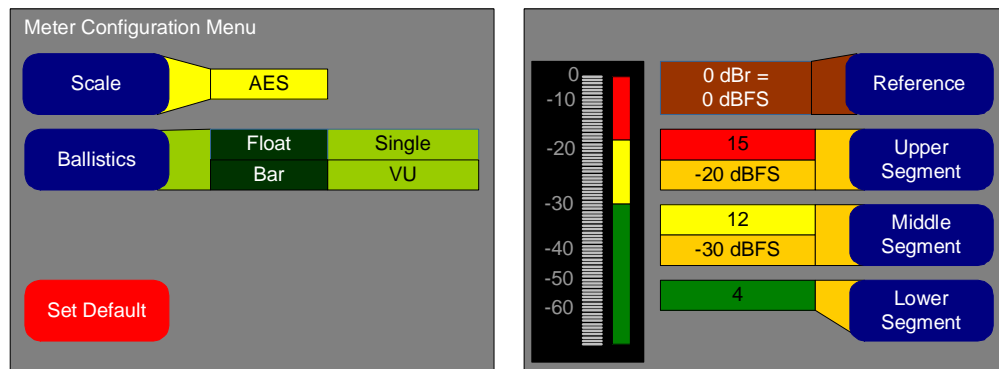 Meter Configuration Menu
Scale
AES
Ballistics
Float
Single
Bar
VU
Set Default
0
-10
-20
-30
-40
-50
-60
0 dBr =
0 dBFS
Reference
15
-20 dBFS
Upper
Segment
12
-30 dBFS
Middle
Segment
4
Lower
Segment